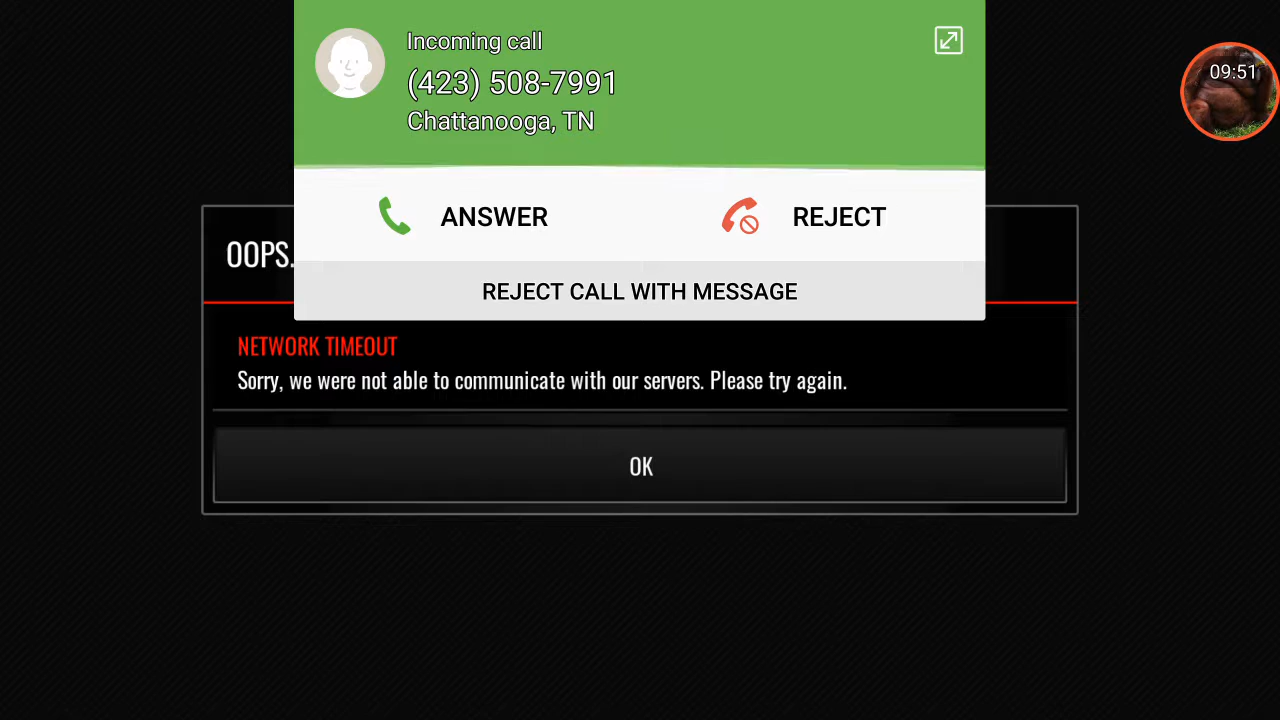 Incoming call
(423) 508-7991
Chattanooga, TN
09:51
ANSWER
REJECT
REJECT CALL WITH MESSAGE
OOPS.
NETWORK TIMEOUT
Sorry, we were not able to communicate with our servers. Please try again.
OK